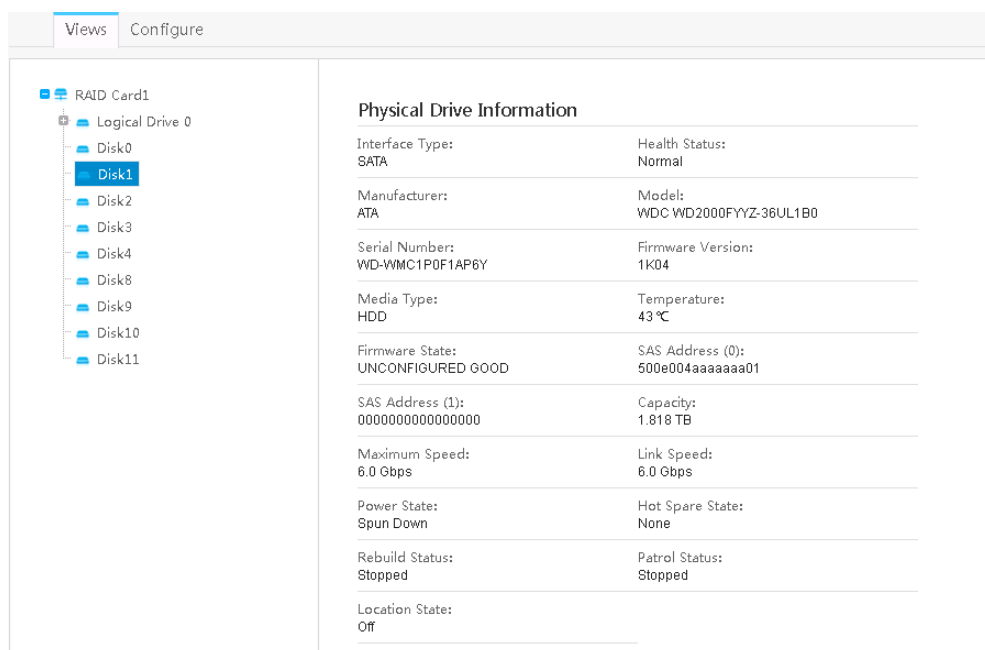 Views Configure
RAID Card1
Logical Drive 0
Disk0
Disk1
Disk2
Disk3
Disk4
Disk8
Disk9
Disk10
Disk11
Physical Drive Information
Interface Type: Health Status:
SATA Normal
Manufacturer: Model:
ATA WDC WD2000FYYZ-36UL1B0
Serial Number: Firmware Version:
WD-WMC1P0F1AP6Y 1K04
Media Type: Temperature:
HDD 43 ℃
Firmware State: SAS Address (0):
UNCONFIGURED GOOD 500e004aaaaaaa01
SAS Address (1): Capacity:
0000000000000000 1.818 TB
Maximum Speed: Link Speed:
6.0 Gbps 6.0 Gbps
Power State: Hot Spare State:
Spun Down None
Rebuild Status: Patrol Status:
Stopped Stopped
Location State:
Off